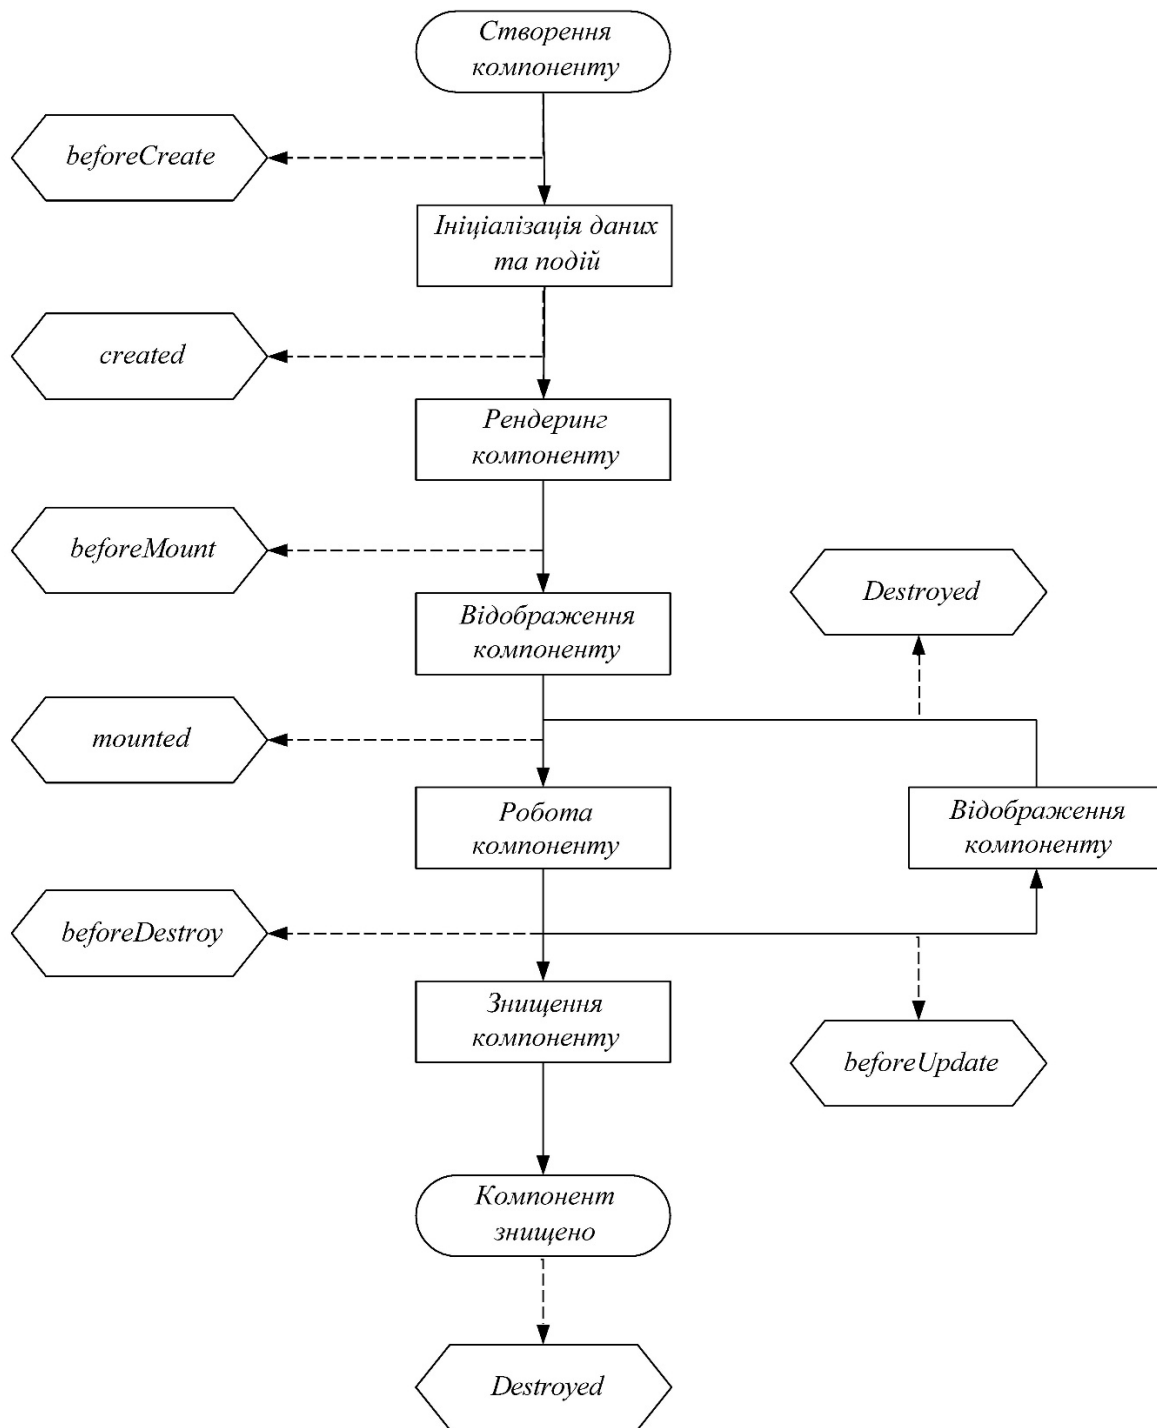 Створення
компоненту
beforeCreate
Ініціалізація даних
та подій
created
Рендеринг
компоненту
beforeMount
Відображення
компоненту
Destroyed
mounted
Робота
компоненту
Відображення
компоненту
beforeDestroy
Знищення
компоненту
beforeUpdate
Компонент
знищено
Destroyed